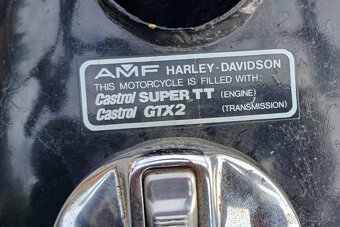 AMF HARLEY-DAVIDSON
THIS MOTORCYCLE IS FILLED WITH:
Castrol SUPER TT (ENGINE)
Castrol GTX2 (TRANSMISSION)